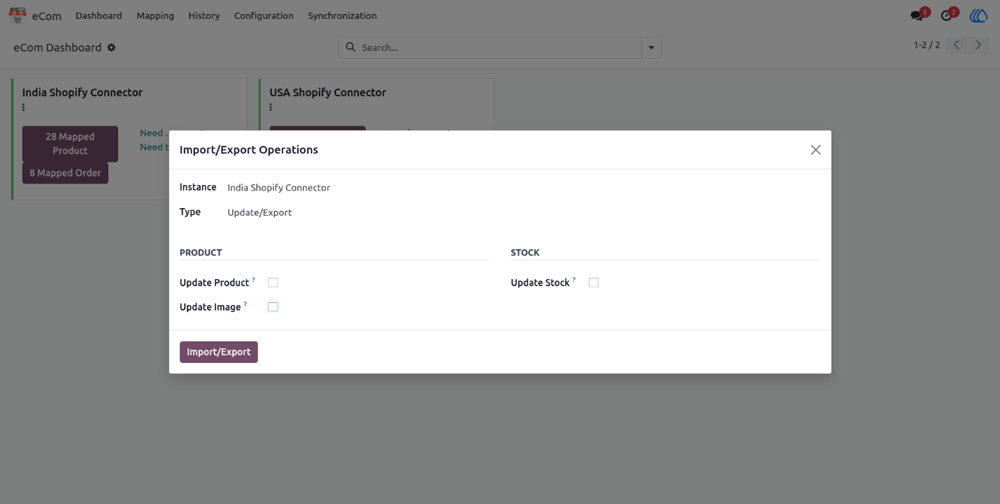 eCom Dashboard Mapping History Configuration Synchronization 5 2
eCom Dashboard Search... 1-2 / 2
India Shopify Connector USA Shopify Connector
28 Mapped Product
Need
Need
8 Mapped Order
Import/Export Operations
Instance India Shopify Connector
Type Update/Export
PRODUCT STOCK
Update Product ? Update Stock ?
Update Image ?
Import/Export